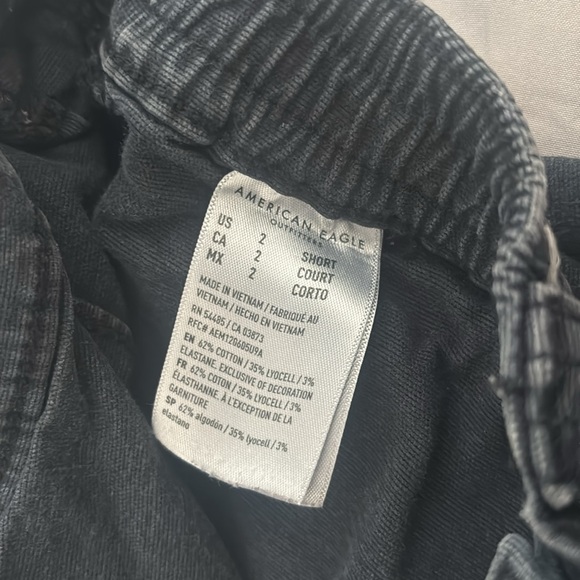 AMERICAN EAGLE
OUTFITTERS
US 2 SHORT
CA 2 COURT
MX 2 CORTO
MADE IN VIETNAM / FABRIQUÉ AU
VIETNAM / HECHO EN VIETNAM
RN 54485 / CA 03873
RFC# AEM120605U9A
EN 62% COTTON / 35% LYOCELL / 3%
ELASTANE, EXCLUSIVE OF DECORATION
FR 62% COTON / 35% LYOCELL / 3%
ÉLASTHANNE, À L'EXCEPTION DE LA
GARNITURE
SP 62% algodón / 35% lyocell / 3%
elastano